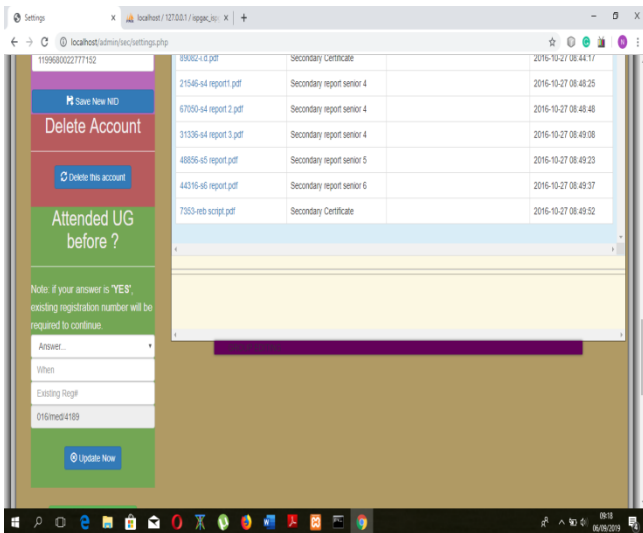 Settings
localhost / 127.0.0.1 / ispgac_isp
localhost/admin/sec/settings.php
1199680022777152
Save New NID
Delete Account
Delete this account
Attended UG
before ?
Note: if your answer is "YES",
existing registration number will be
required to continue.
Answer...
When
Existing Reg#
016/med/4189
Update Now
89082-i.d.pdf Secondary Certificate 2016-10-27 08:44:17
21546-s4 report1.pdf Secondary report senior 4 2016-10-27 08:48:25
67050-s4 report 2.pdf Secondary report senior 4 2016-10-27 08:48:48
31336-s4 report 3.pdf Secondary report senior 4 2016-10-27 08:49:08
48856-s5 report.pdf Secondary report senior 5 2016-10-27 08:49:23
44316-s6 report.pdf Secondary report senior 6 2016-10-27 08:49:37
7353-reb script.pdf Secondary Certificate 2016-10-27 08:49:52
09:18
06/09/2019